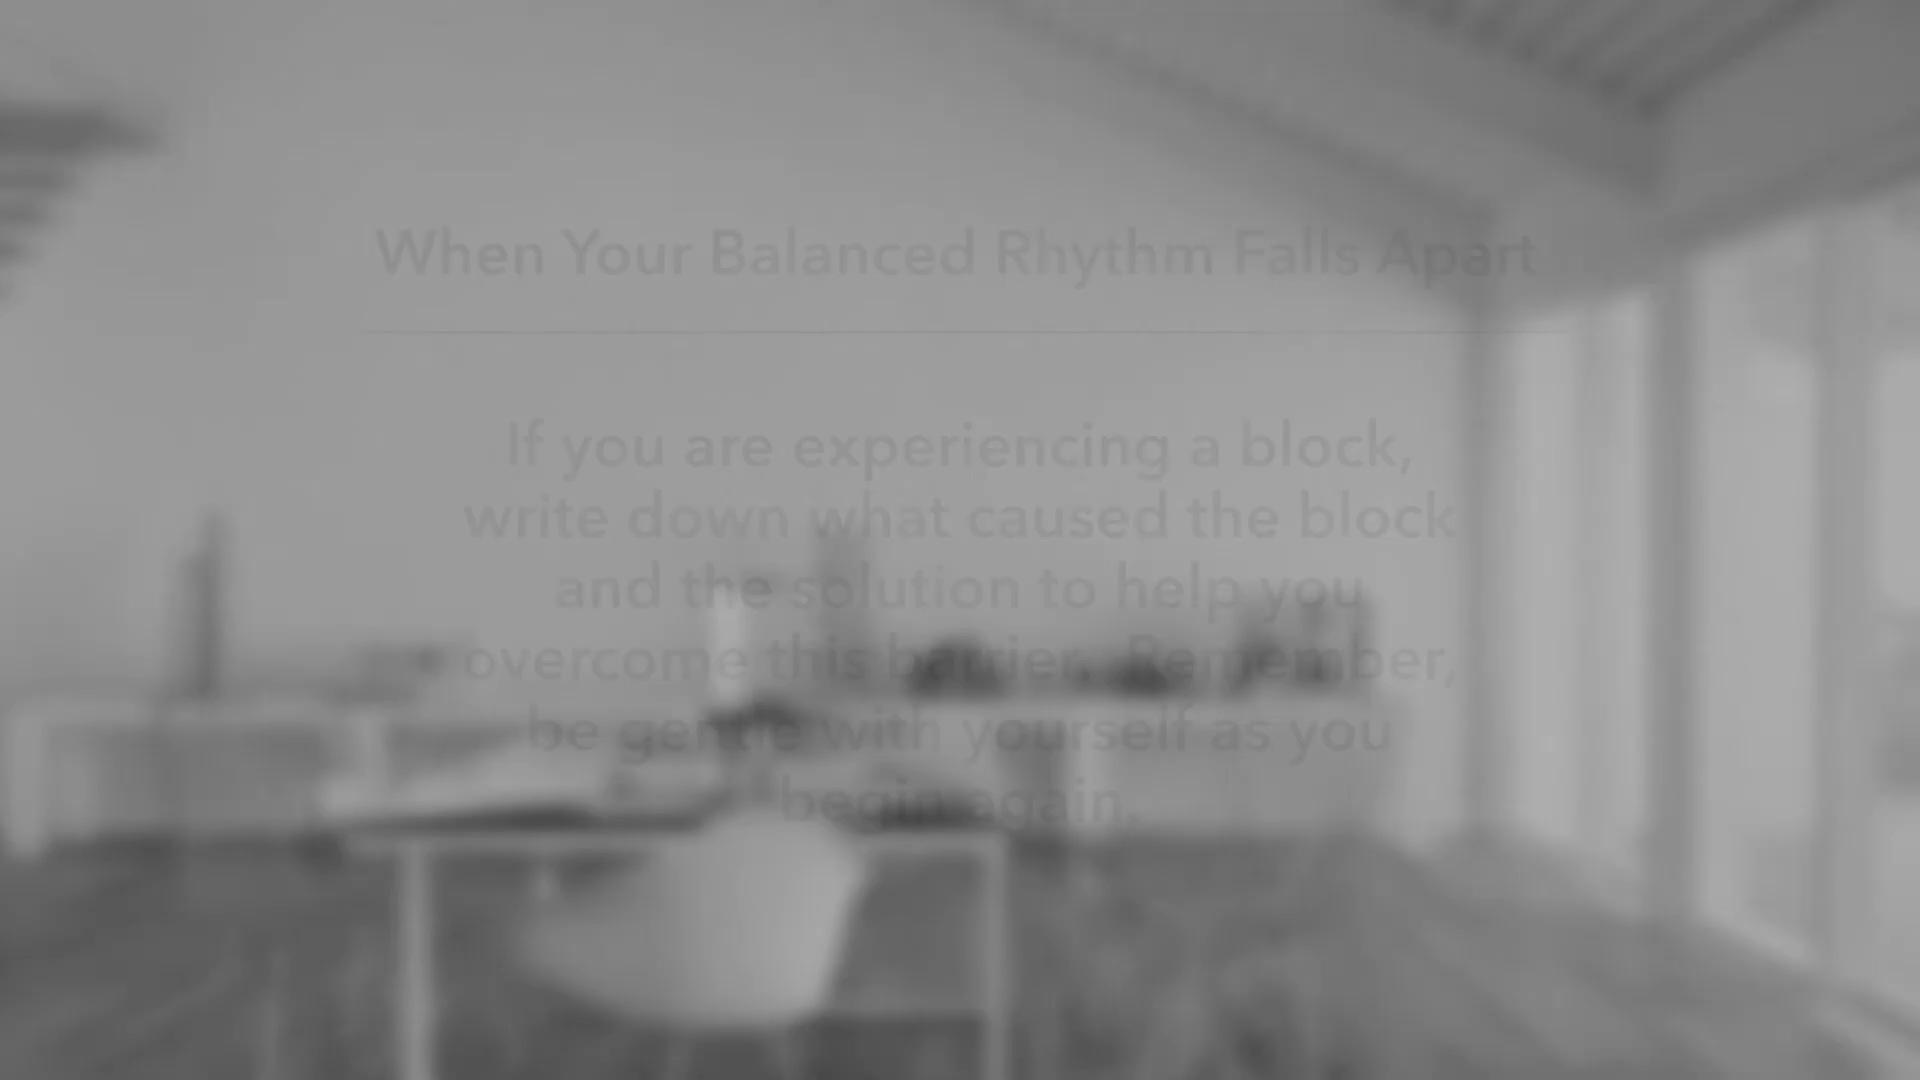 When Your Balanced Rhythm Falls Apart
If you are experiencing a block,
write down what caused the block
and the solution to help you
overcome this barrier. Remember,
be gentle with yourself as you
begin again.